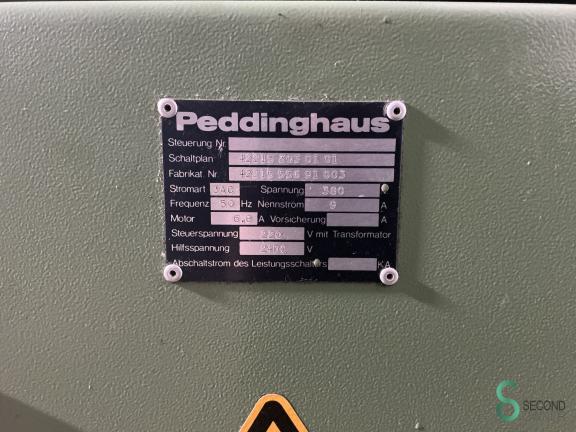 Peddinghaus
Steuerung Nr.
Schaltplan
Fabrikat. Nr
Stromart Spannung 380
Frequenz 50 Hz Nennstrom 9 A
Motor A Vorsicherung A
Steuerspannung V mit Transformator
Hilfsspannung V
Abschaltstrom des Leistungsschalters KA
SECOND